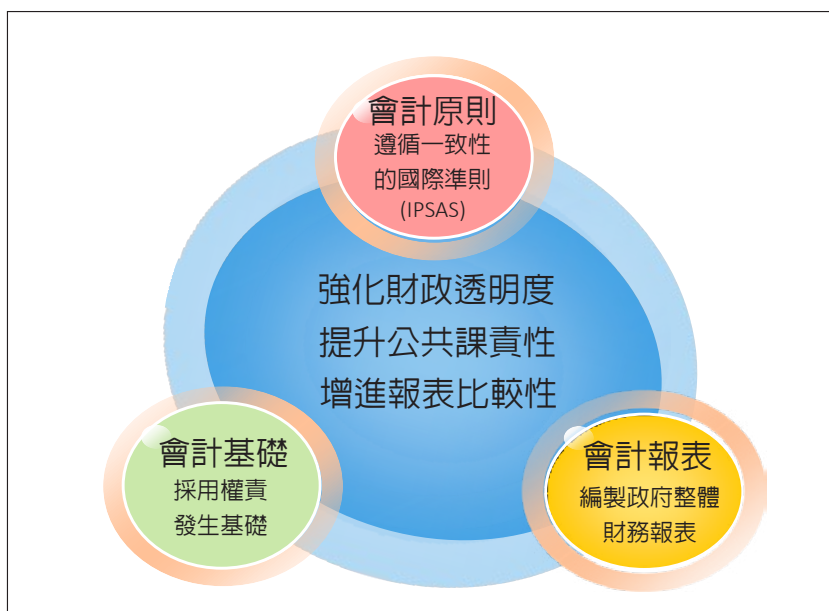 會計原則
遵循一致性
的國際準則
(IPSAS)
強化財政透明度
提升公共課責性
增進報表比較性
會計基礎
採用權責
發生基礎
會計報表
編製政府整體
財務報表